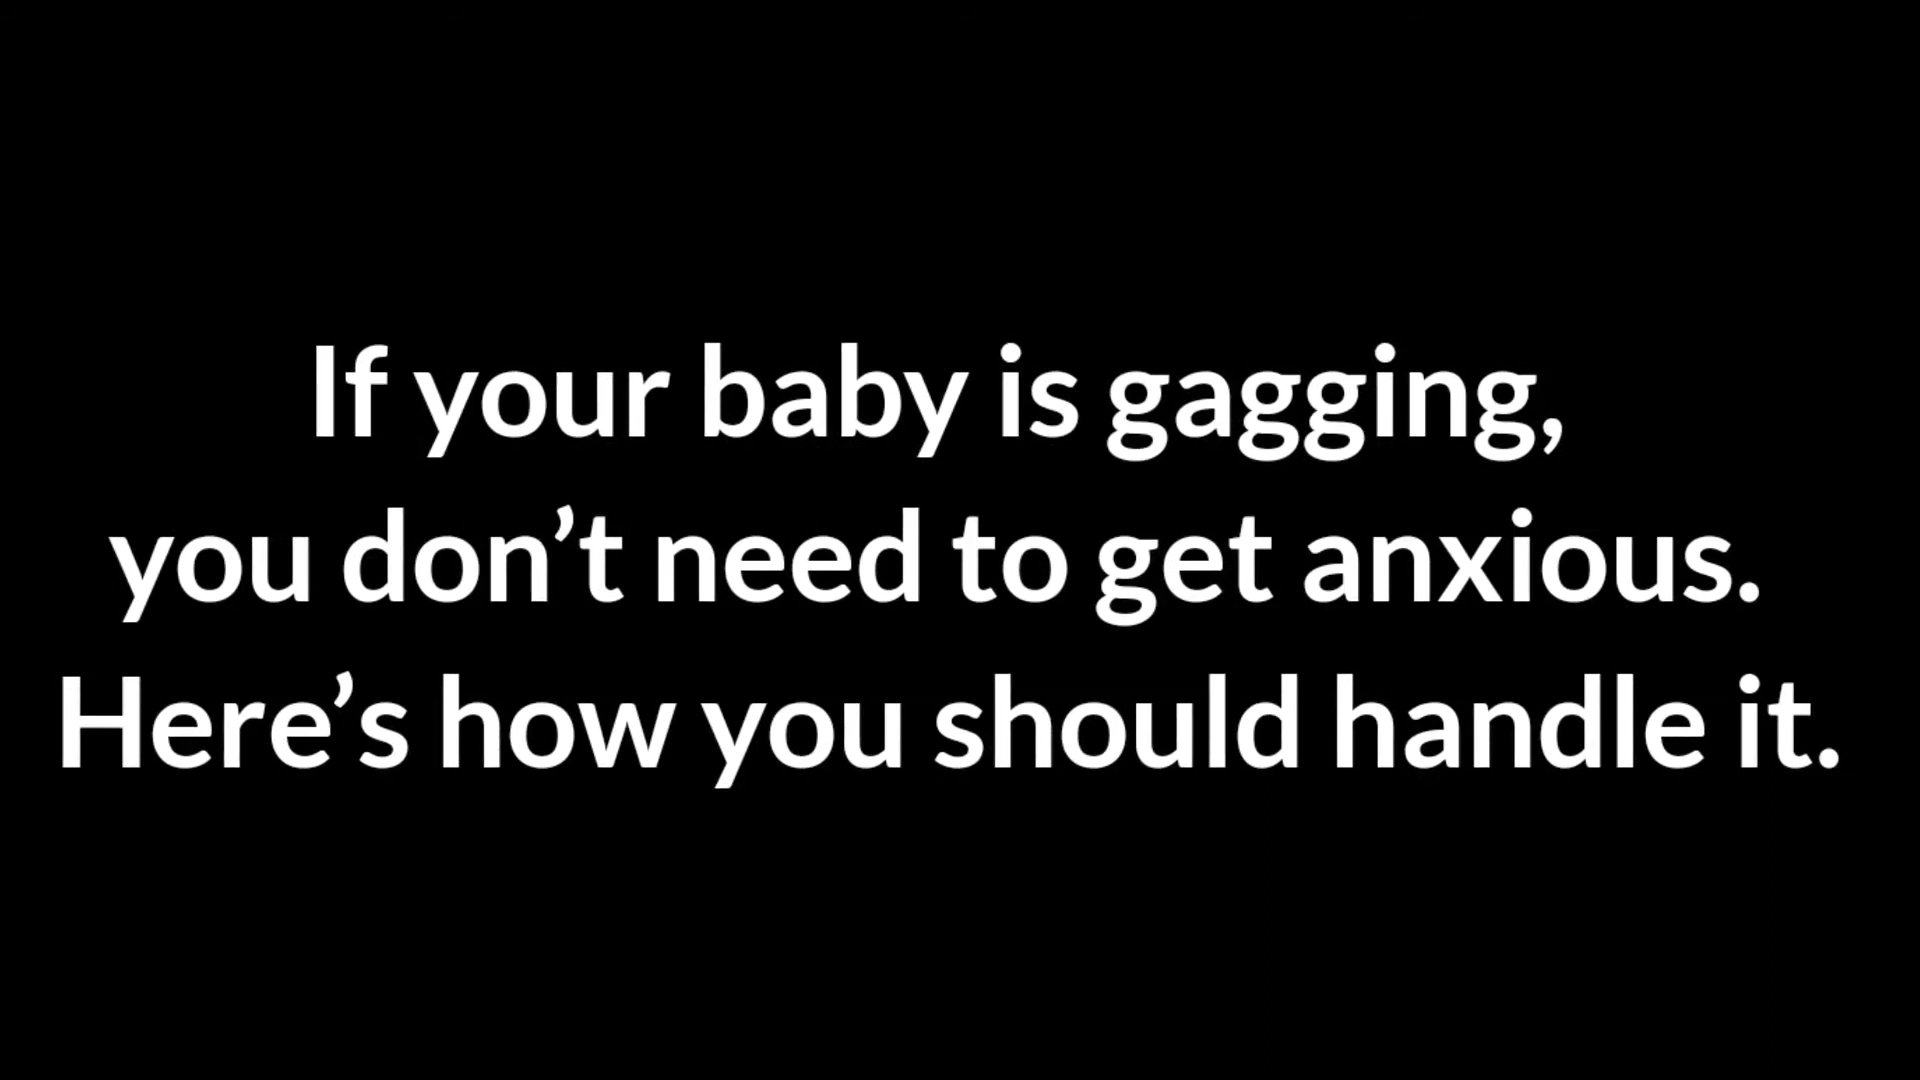 If your baby is gagging,
you don’t need to get anxious.
Here’s how you should handle it.